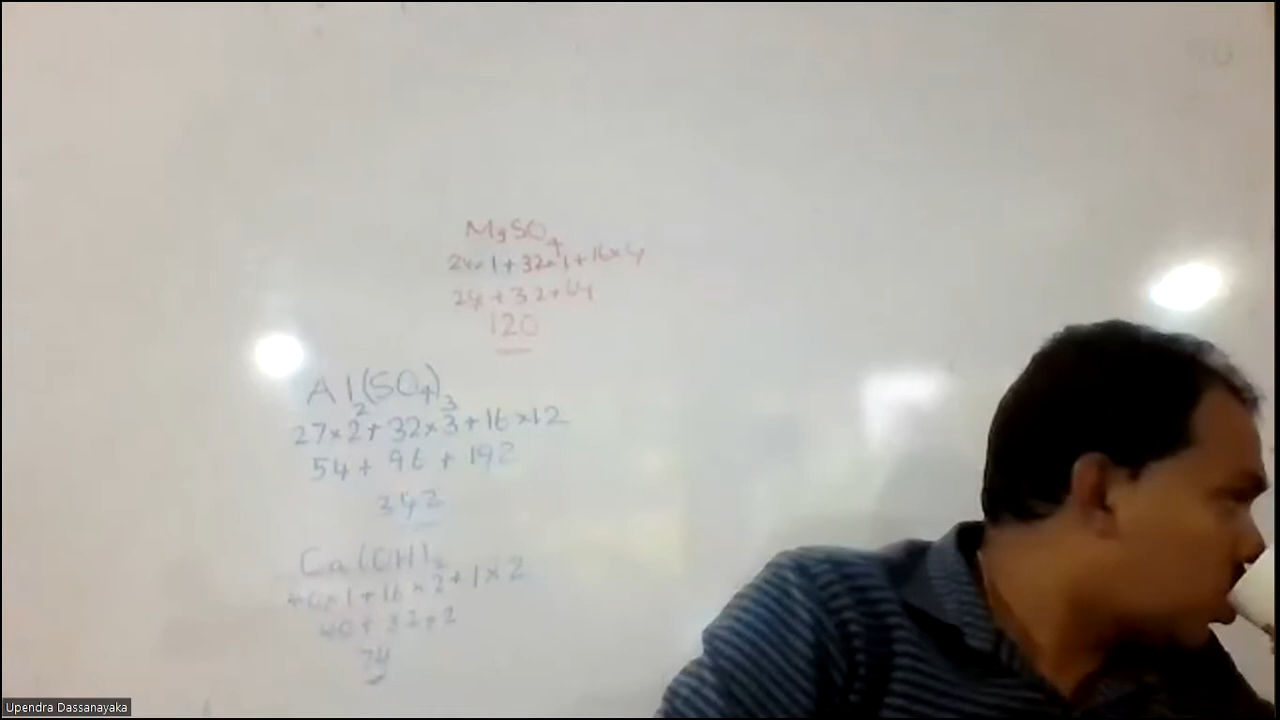 MgSO4
24×1+32×1+16×4
24+32+64
120
Al2(SO4)3
27×2+32×3+16×12
54+96+192
342
Ca(OH)2
40×1+16×2+1×2
40+32+2
74
Upendra Dassanayaka